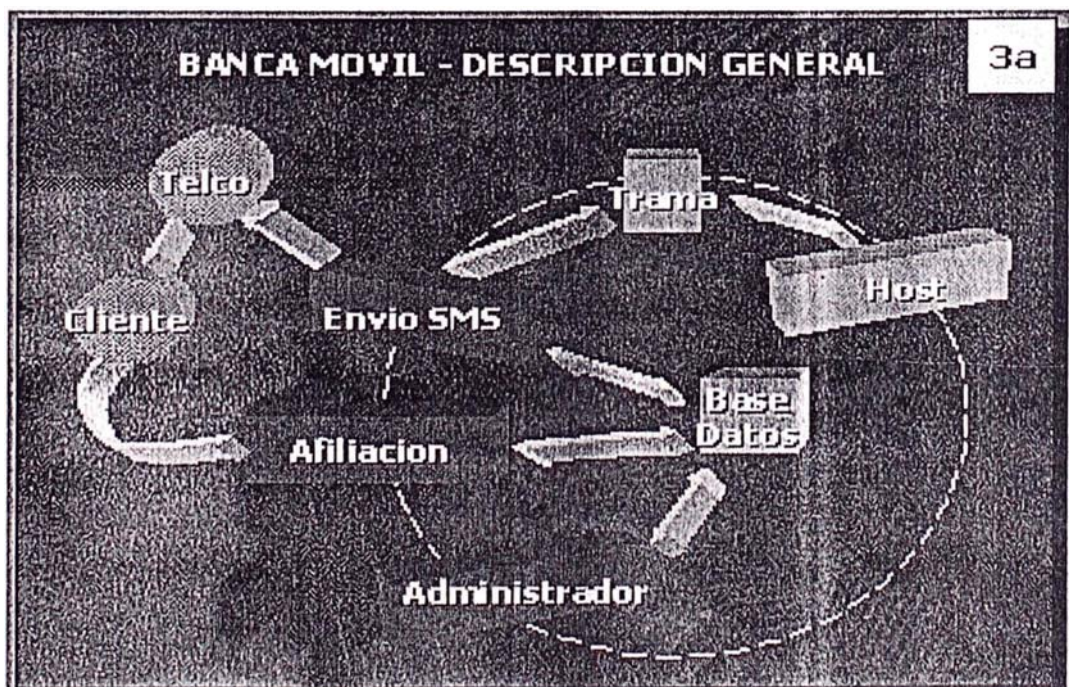 BANCA MOVIL - DESCRIPCION GENERAL
3a
Telco
Trama
Host
Cliente
Envio SMS
Base
Datos
Afiliacion
Administrador